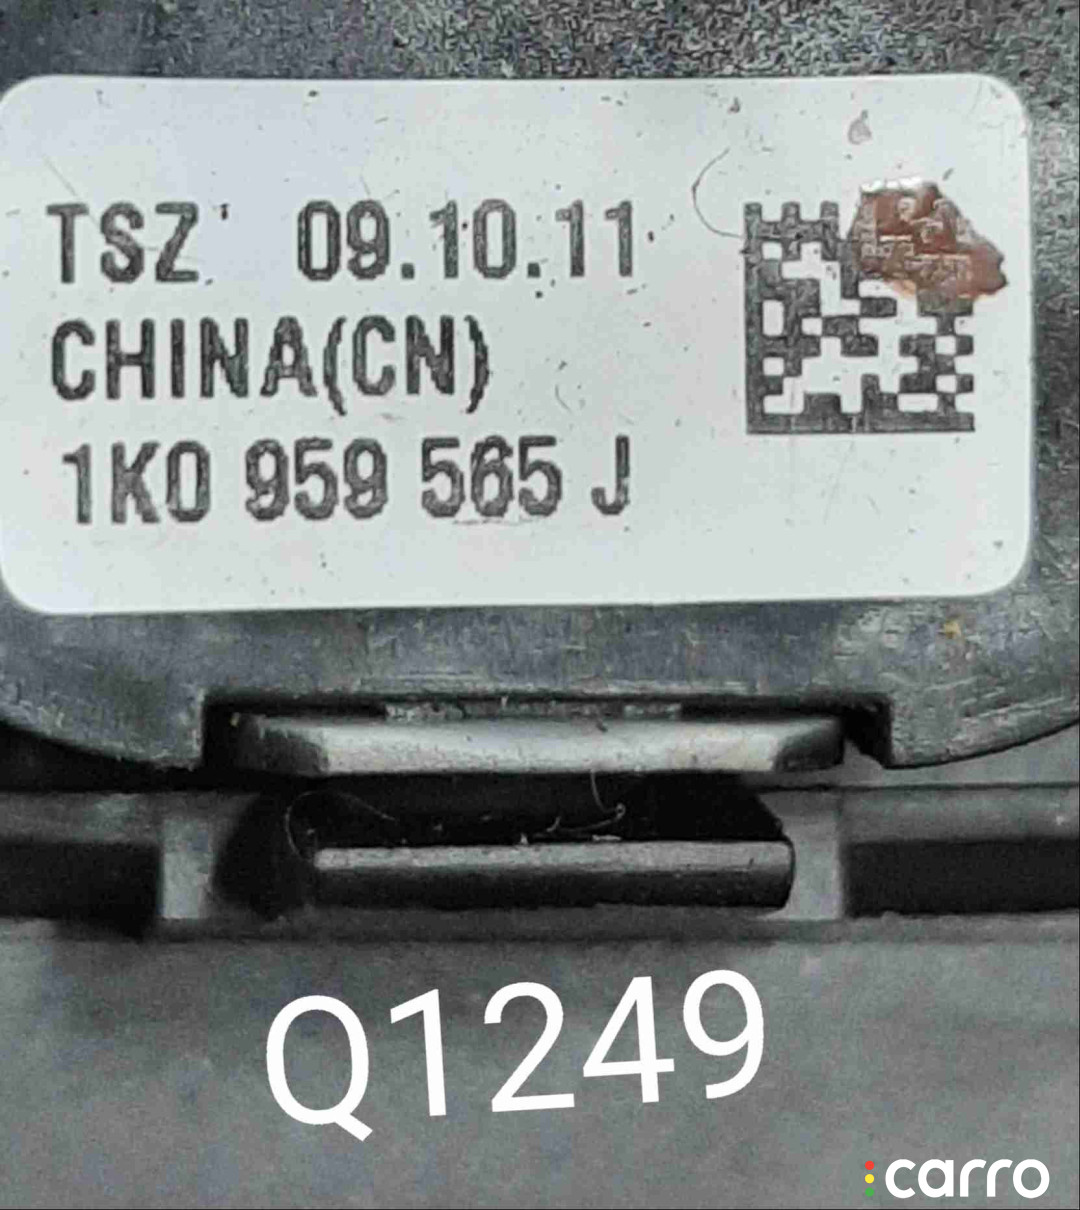 TSZ 09.10.11
CHINA(CN)
1K0 959 565 J
Q1249
carro